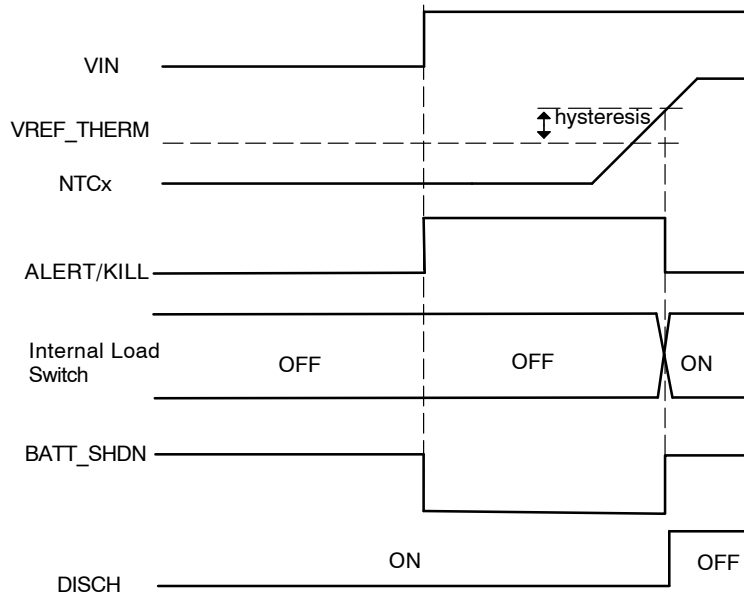 VIN
hysteresis
VREF_THERM
NTCx
ALERT/KILL
Internal Load
Switch
OFF
OFF
ON
BATT_SHDN
ON
OFF
DISCH